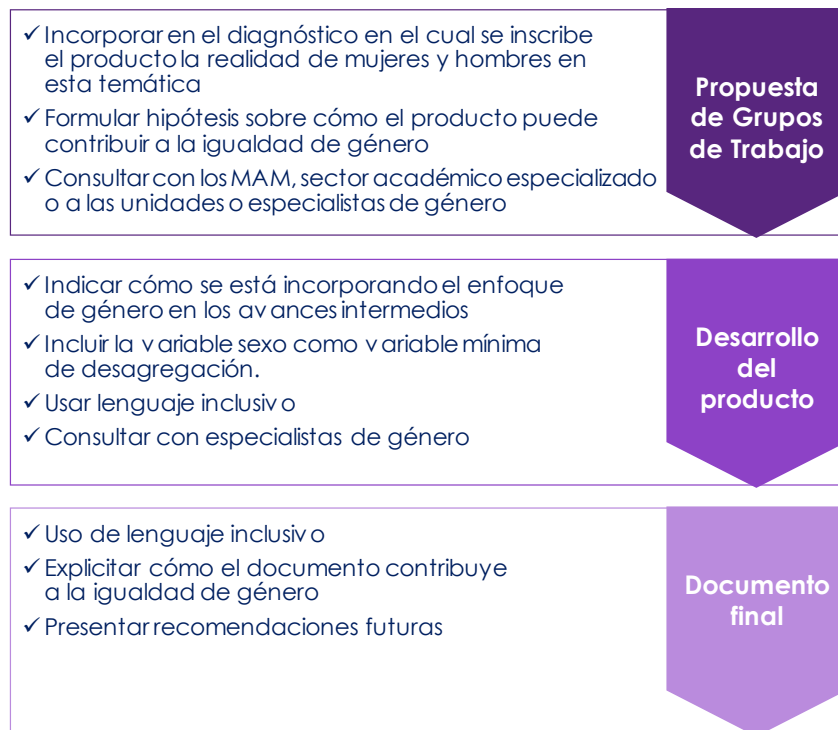 ✓ Incorporar en el diagnóstico en el cual se inscribe
el producto la realidad de mujeres y hombres en
esta temática
✓ Formular hipótesis sobre cómo el producto puede
contribuir a la igualdad de género
✓ Consultar con los MAM, sector académico especializado
o a las unidades o especialistas de género
Propuesta
de Grupos
de Trabajo
✓ Indicar cómo se está incorporando el enfoque
de género en los avances intermedios
✓ Incluir la variable sexo como variable mínima
de desagregación.
✓ Usar lenguaje inclusivo
✓ Consultar con especialistas de género
Desarrollo
del
producto
✓ Uso de lenguaje inclusivo
✓ Explicitar cómo el documento contribuye
a la igualdad de género
✓ Presentar recomendaciones futuras
Documento
final